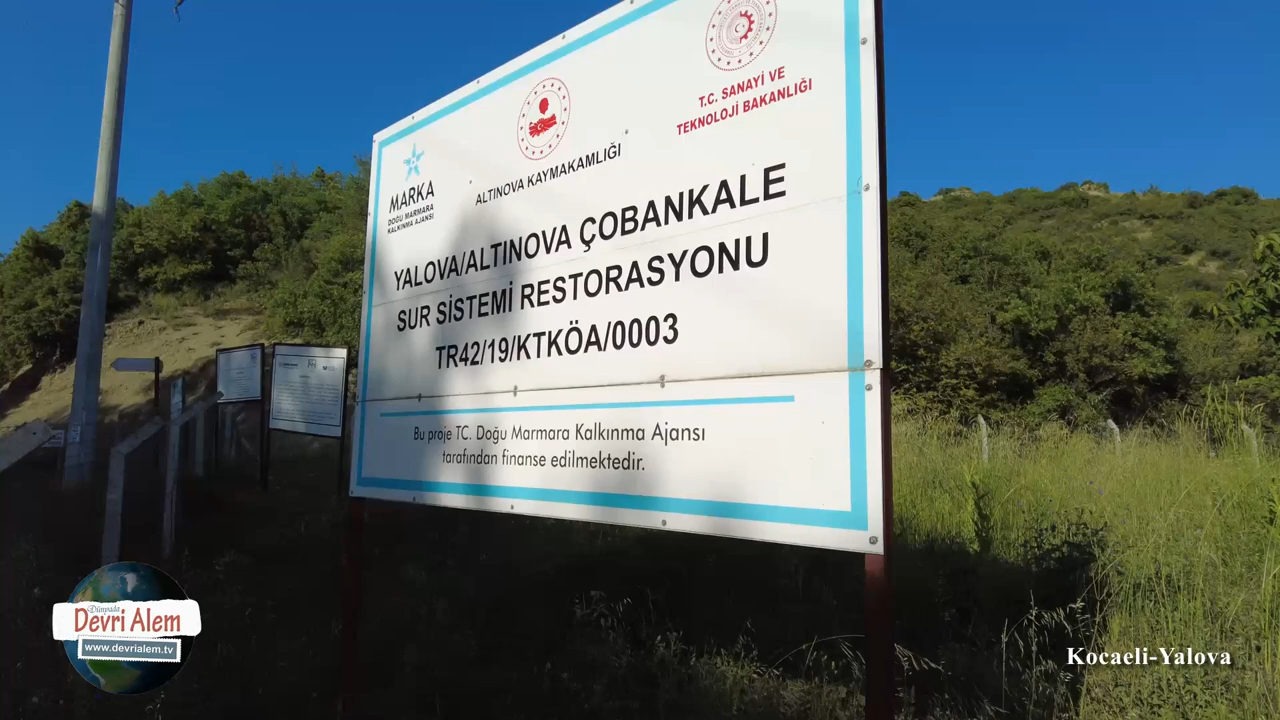 T.C. SANAYİ VE
TEKNOLOJİ BAKANLIĞI
ALTINOVA KAYMAKAMLIĞI
MARKA
DOĞU MARMARA
KALKINMA AJANSI
YALOVA/ALTINOVA ÇOBANKALE
SUR SİSTEMİ RESTORASYONU
TR42/19/KTKÖA/0003
Bu proje TC. Doğu Marmara Kalkınma Ajansı
tarafından finanse edilmektedir.
Dünyada
Devri Alem
www.devrialem.tv
Kocaeli-Yalova